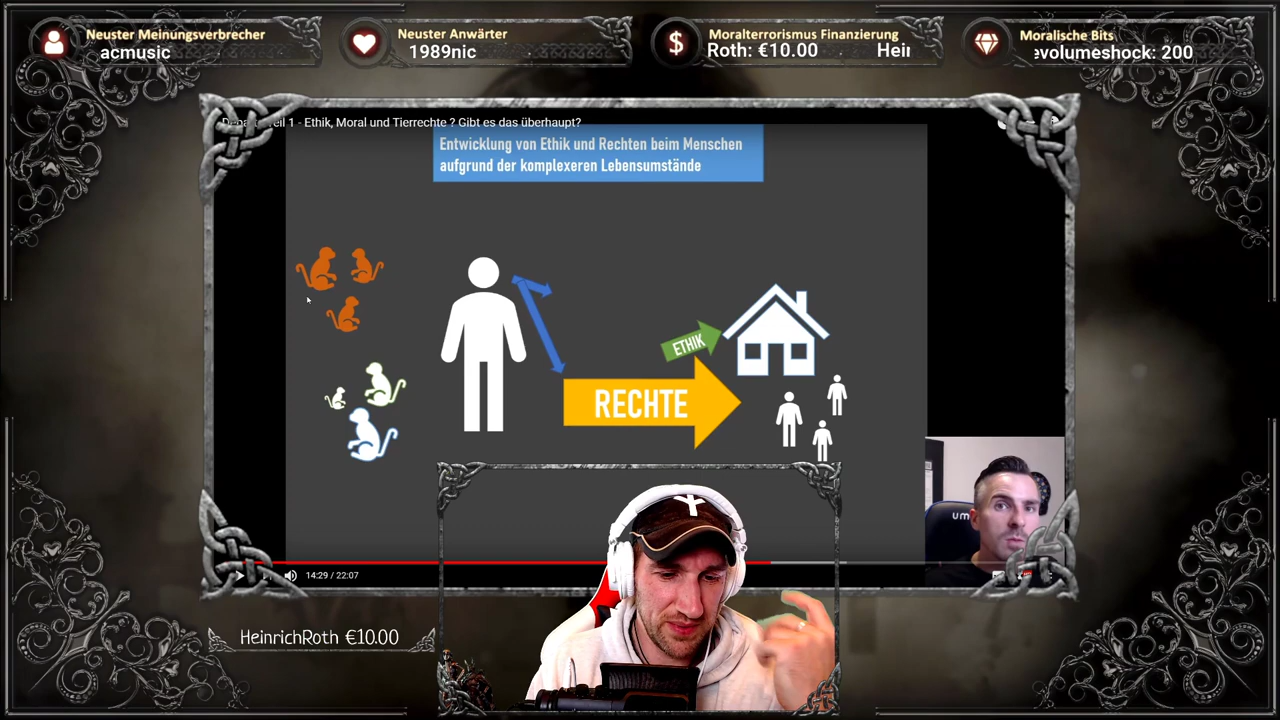 Neuster Meinungsverbrecher
acmusic
Neuster Anwärter
1989nic
Moralterrorismus Finanzierung
Roth: €10.00 Hein
Moralische Bits
evolumeshock: 200
Teil 1 - Ethik, Moral und Tierrechte ? Gibt es das überhaupt?
Entwicklung von Ethik und Rechten beim Menschen
aufgrund der komplexeren Lebensumstände
ETHIK
RECHTE
um
14:29 / 22:07
HeinrichRoth €10.00